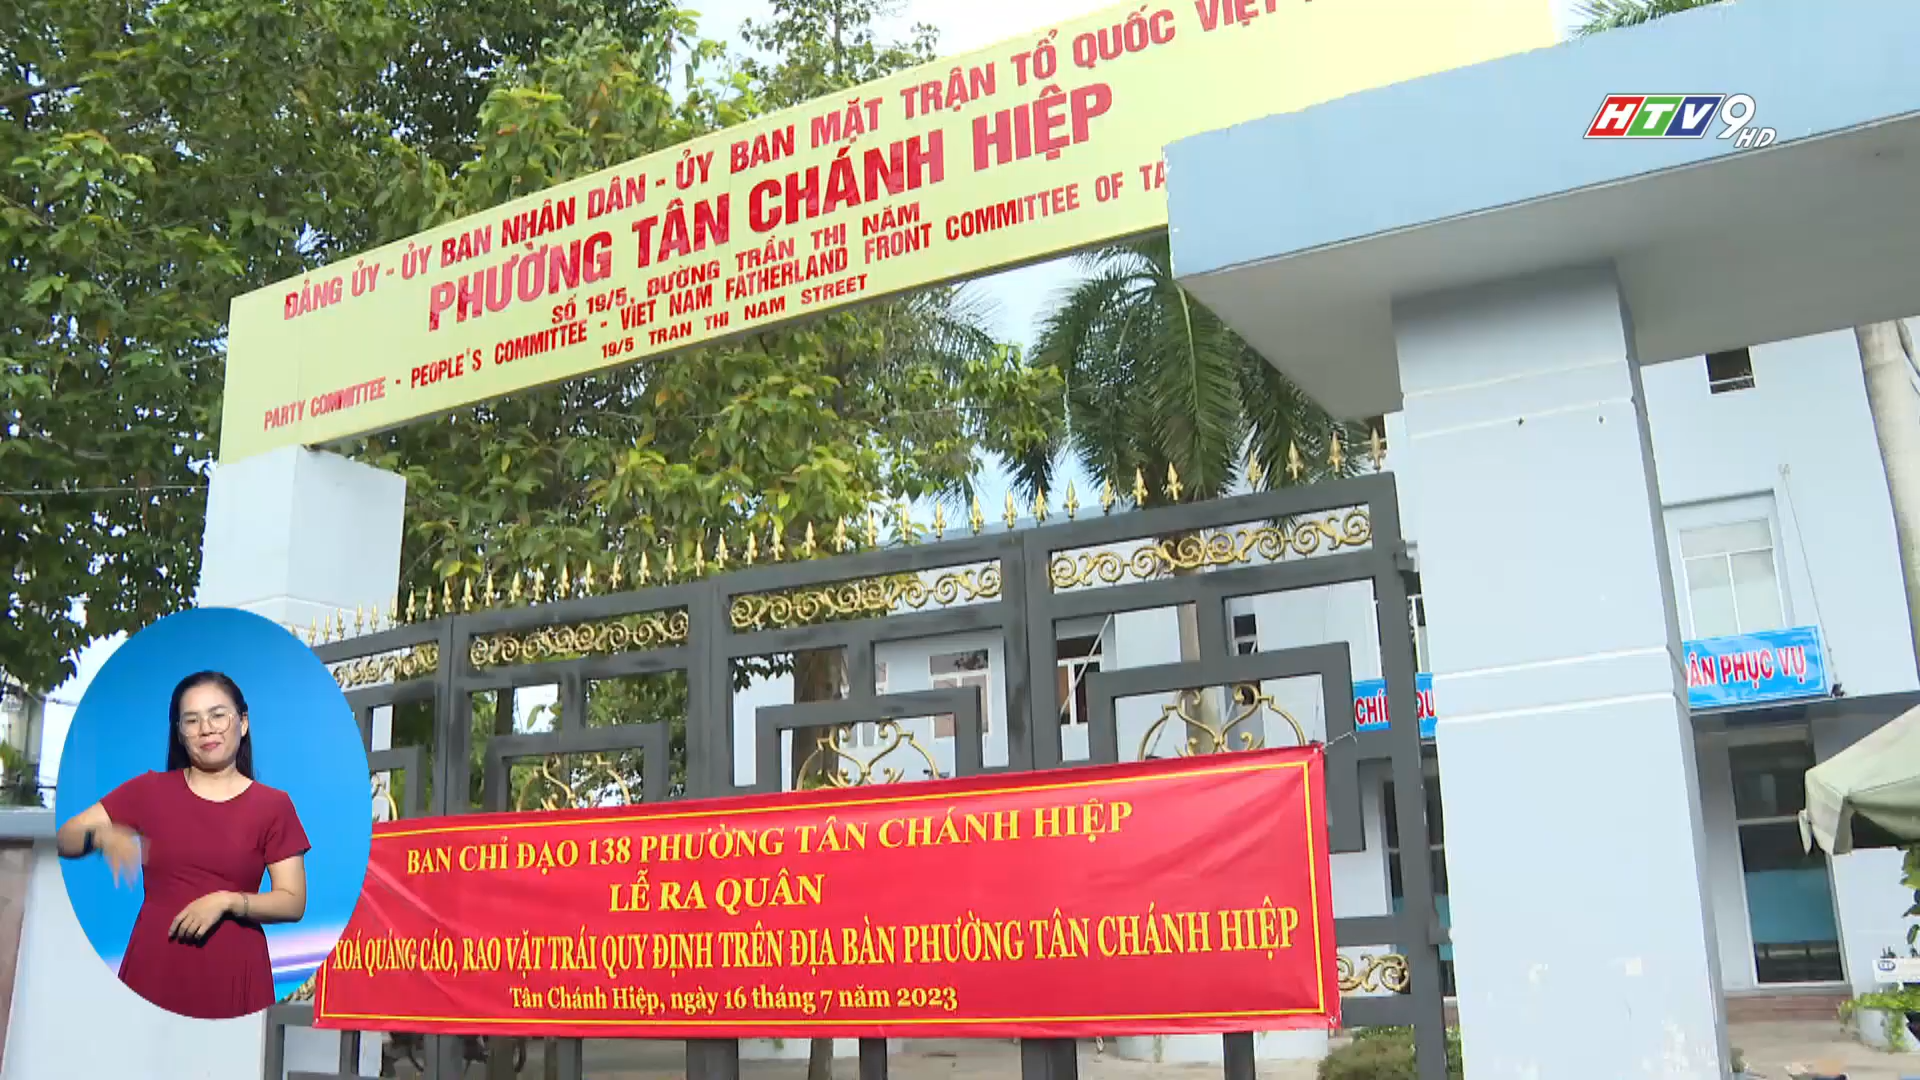 ĐẢNG ỦY - ỦY BAN NHÂN DÂN - ỦY BAN MẶT TRẬN TỔ QUỐC VIỆT
PHƯỜNG TÂN CHÁNH HIỆP
SỐ 19/5, ĐƯỜNG TRẦN THỊ NĂM
PARTY COMMITTEE - PEOPLE'S COMMITTEE - VIET NAM FATHERLAND FRONT COMMITTEE OF
19/5 TRAN THI NAM STREET
HTV9 HD
PHỤC VỤ
BAN CHỈ ĐẠO 138 PHƯỜNG TÂN CHÁNH HIỆP
LỄ RA QUÂN
XOÁ QUẢNG CÁO, RAO VẶT TRÁI QUY ĐỊNH TRÊN ĐỊA BÀN PHƯỜNG TÂN CHÁNH HIỆP
Tân Chánh Hiệp, ngày 16 tháng 7 năm 2023